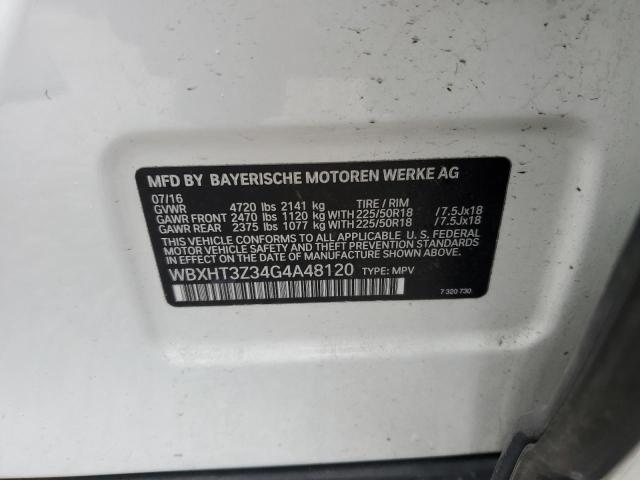 MFD BY BAYERISCHE MOTOREN WERKE AG
07/16 TIRE / RIM
GVWR 4720 lbs 2141 kg
GAWR FRONT 2470 lbs 1120 kg WITH 225/50R18 /7.5Jx18
GAWR REAR 2375 lbs 1077 kg WITH 225/50R18 /7.5Jx18
THIS VEHICLE CONFORMS TO ALL APPLICABLE U. S. FEDERAL
MOTOR VEHICLE SAFETY, BUMPER, AND THEFT PREVENTION
STANDARDS IN EFFECT ON THE DATE OF MANUFACTURE SHOWN ABOVE.
WBXHT3Z34G4A48120 TYPE: MPV
7 320 730